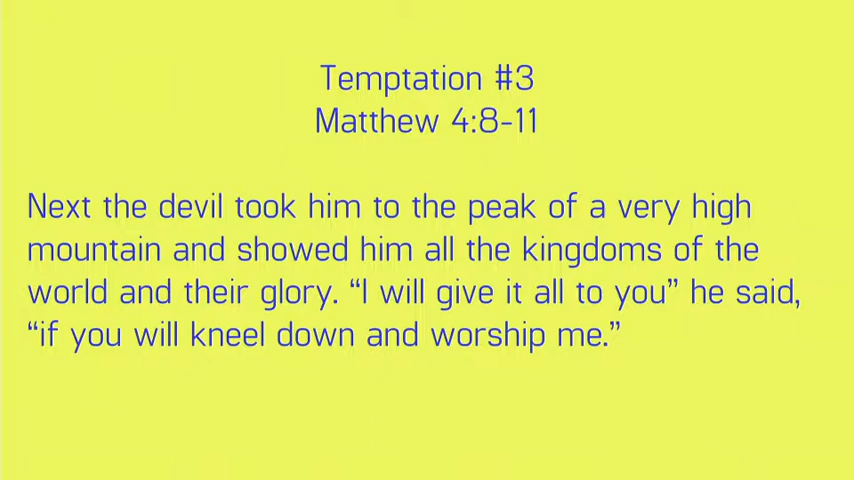 Temptation #3
Matthew 4:8-11
Next the devil took him to the peak of a very high
mountain and showed him all the kingdoms of the
world and their glory. “I will give it all to you” he said,
“if you will kneel down and worship me.”